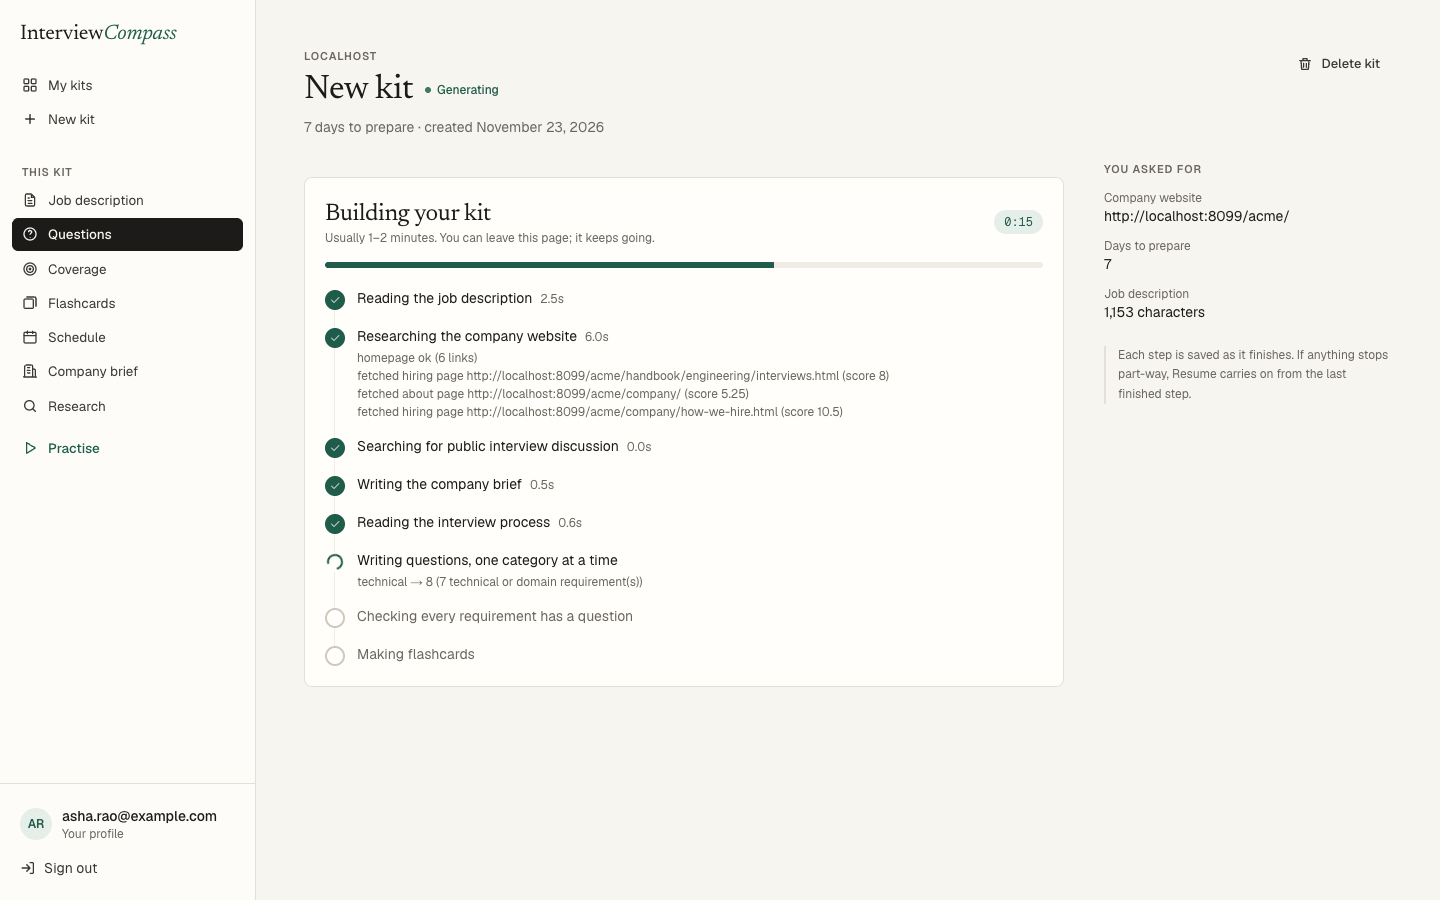 InterviewCompass
My kits
New kit
THIS KIT
Job description
Questions
Coverage
Flashcards
Schedule
Company brief
Research
Practise
AR
asha.rao@example.com
Your profile
Sign out
LOCALHOST
New kit
Generating
7 days to prepare · created November 23, 2026
Delete kit
Building your kit
Usually 1–2 minutes. You can leave this page; it keeps going.
0:15
Reading the job description 2.5s
Researching the company website 6.0s
homepage ok (6 links)
fetched hiring page http://localhost:8099/acme/handbook/engineering/interviews.html (score 8)
fetched about page http://localhost:8099/acme/company/ (score 5.25)
fetched hiring page http://localhost:8099/acme/company/how-we-hire.html (score 10.5)
Searching for public interview discussion 0.0s
Writing the company brief 0.5s
Reading the interview process 0.6s
Writing questions, one category at a time
technical → 8 (7 technical or domain requirement(s))
Checking every requirement has a question
Making flashcards
YOU ASKED FOR
Company website
http://localhost:8099/acme/
Days to prepare
7
Job description
1,153 characters
Each step is saved as it finishes. If anything stops
part-way, Resume carries on from the last
finished step.